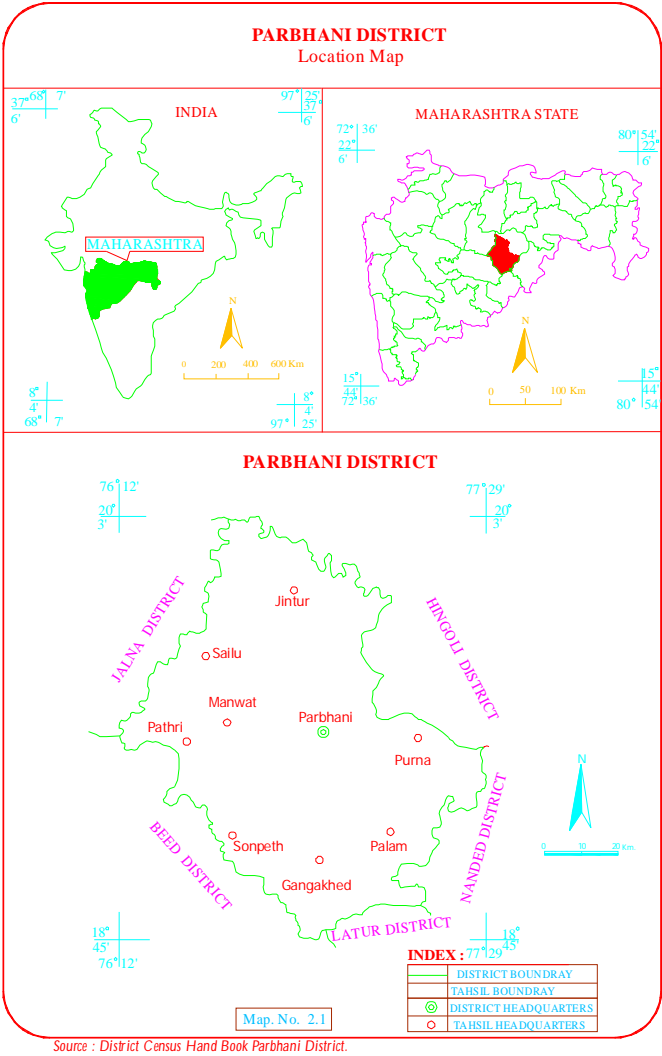 PARBHANI DISTRICT
Location Map
INDIA
68° 7'
37°
6'
97° 25'
37°
6'
MAHARASHTRA
N
0 200 400 600 Km
8°
4'
68° 7'
8°
4'
97° 25'
MAHARASHTRA STATE
72° 36'
22°
6'
80° 54'
22°
6'
N
0 50 100 Km
15°
44'
72° 36'
15°
44'
80° 54'
PARBHANI DISTRICT
76° 12'
20°
3'
77° 29'
20°
3'
JALNA DISTRICT
HINGOLI DISTRICT
Jintur
Sailu
Manwat
Pathri
Parbhani
Purna
N
0 10 20 Km
BEED DISTRICT
NANDED DISTRICT
Sonpeth
Palam
Gangakhed
LATUR DISTRICT
18°
45'
76° 12'
18°
45'
77° 29'
INDEX :
DISTRICT BOUNDRAY
TAHSIL BOUNDRAY
DISTRICT HEADQUARTERS
TAHSIL HEADQUARTERS
Map. No. 2.1
Source : District Census Hand Book Parbhani District.